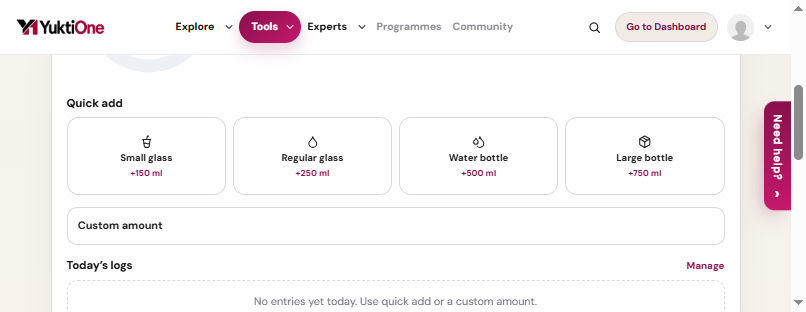 YuktiOne
Explore
Tools
Experts
Programmes
Community
Go to Dashboard
Need help?
Quick add
Small glass
+150 ml
Regular glass
+250 ml
Water bottle
+500 ml
Large bottle
+750 ml
Custom amount
Today's logs
Manage
No entries yet today. Use quick add or a custom amount.